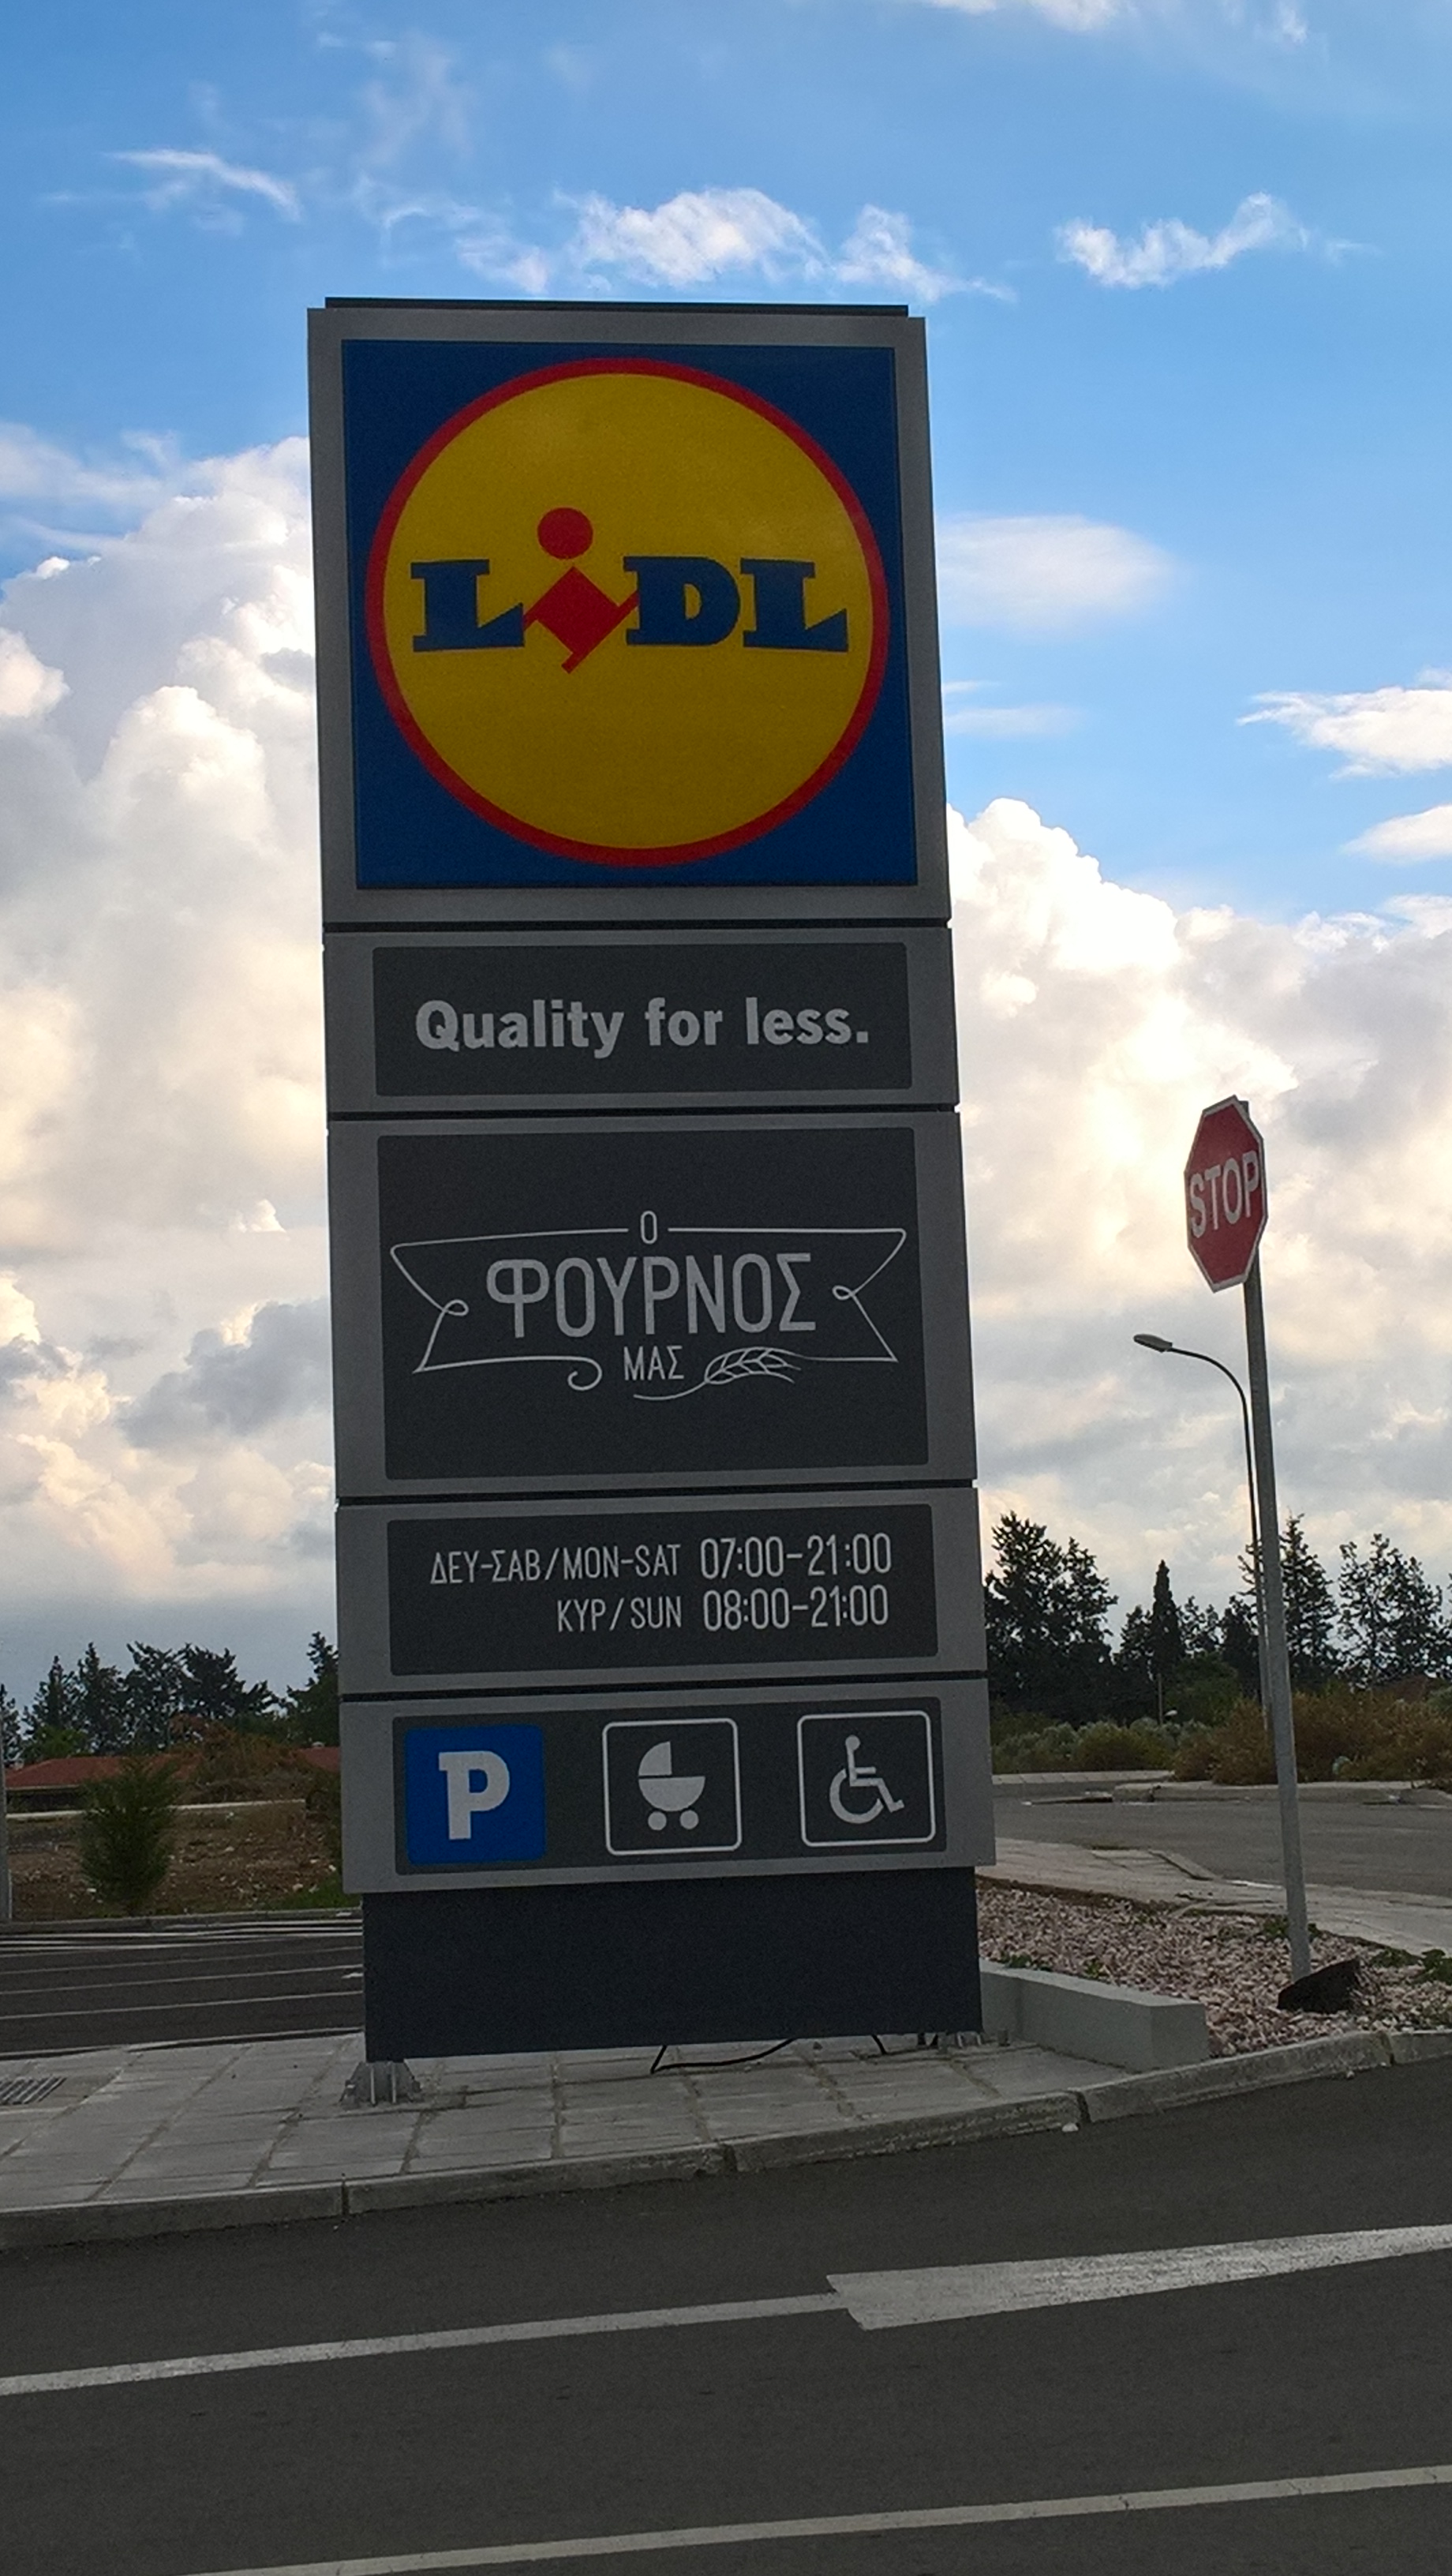 LIDL
Quality for less.
Ο
ΦΟΥΡΝΟΣ
ΜΑΣ
ΔΕΥ-ΣΑΒ/MON-SAT 07:00-21:00
ΚΥΡ/SUN 08:00-21:00
P
STOP